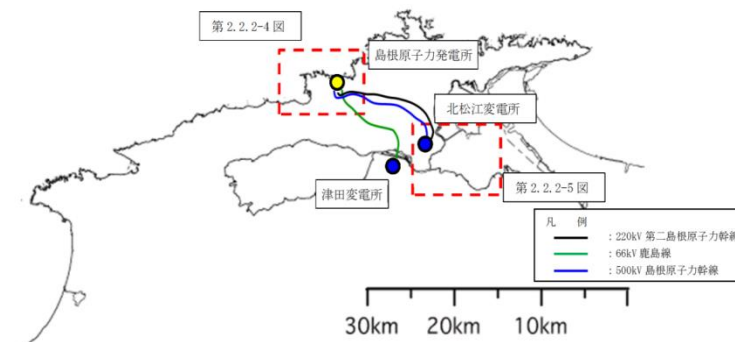 第2.2.2-4図
島根原子力発電所
北松江変電所
津田変電所
第2.2.2-5図
凡 例
：220kV 第二島根原子力幹線
：66kV 鹿島線
：500kV 島根原子力幹線
30km 20km 10km